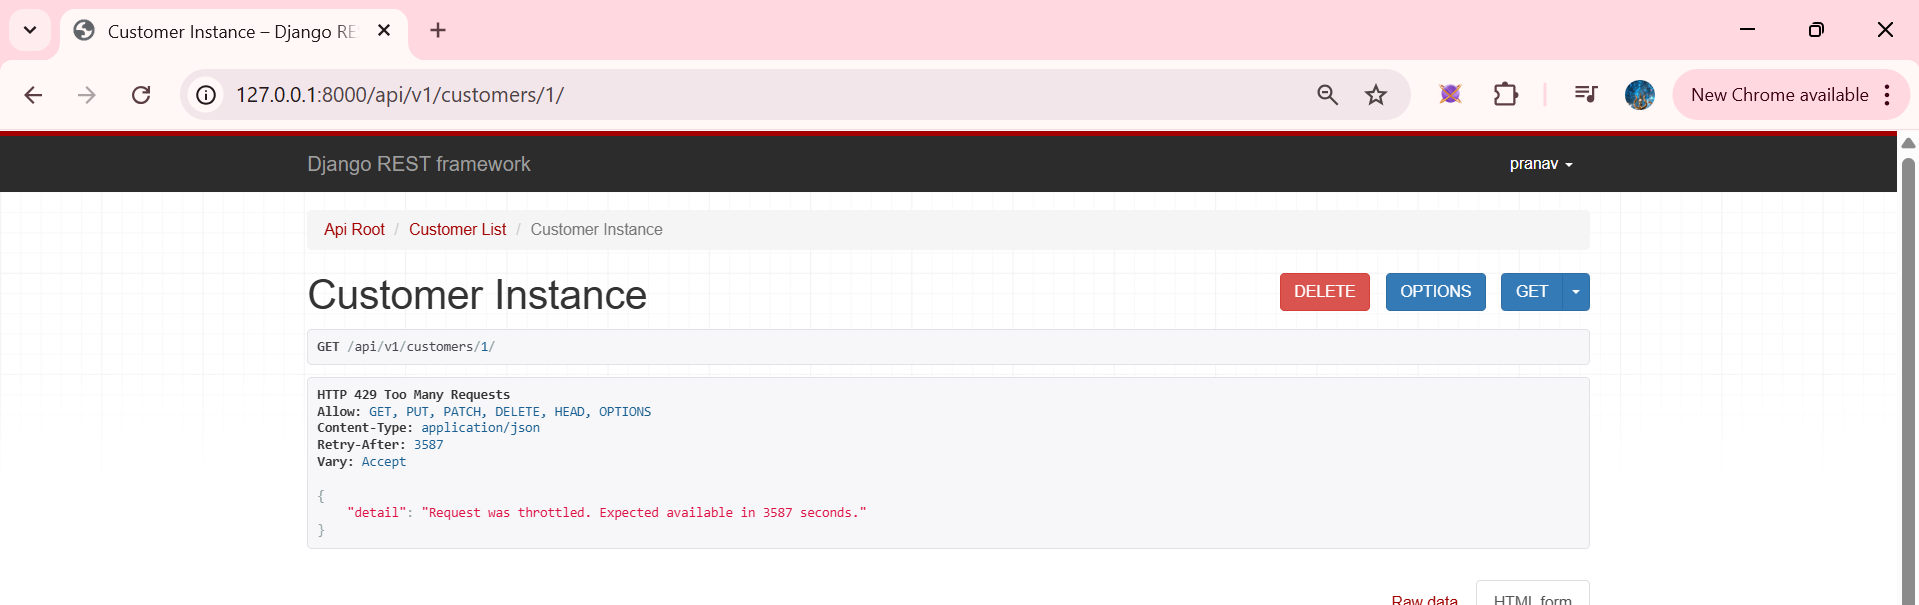 Customer Instance – Django RE
127.0.0.1:8000/api/v1/customers/1/
New Chrome available
Django REST framework
pranav
Api Root / Customer List / Customer Instance
Customer Instance
DELETE
OPTIONS
GET
GET /api/v1/customers/1/
HTTP 429 Too Many Requests
Allow: GET, PUT, PATCH, DELETE, HEAD, OPTIONS
Content-Type: application/json
Retry-After: 3587
Vary: Accept
{
    "detail": "Request was throttled. Expected available in 3587 seconds."
}
Raw data
HTML form